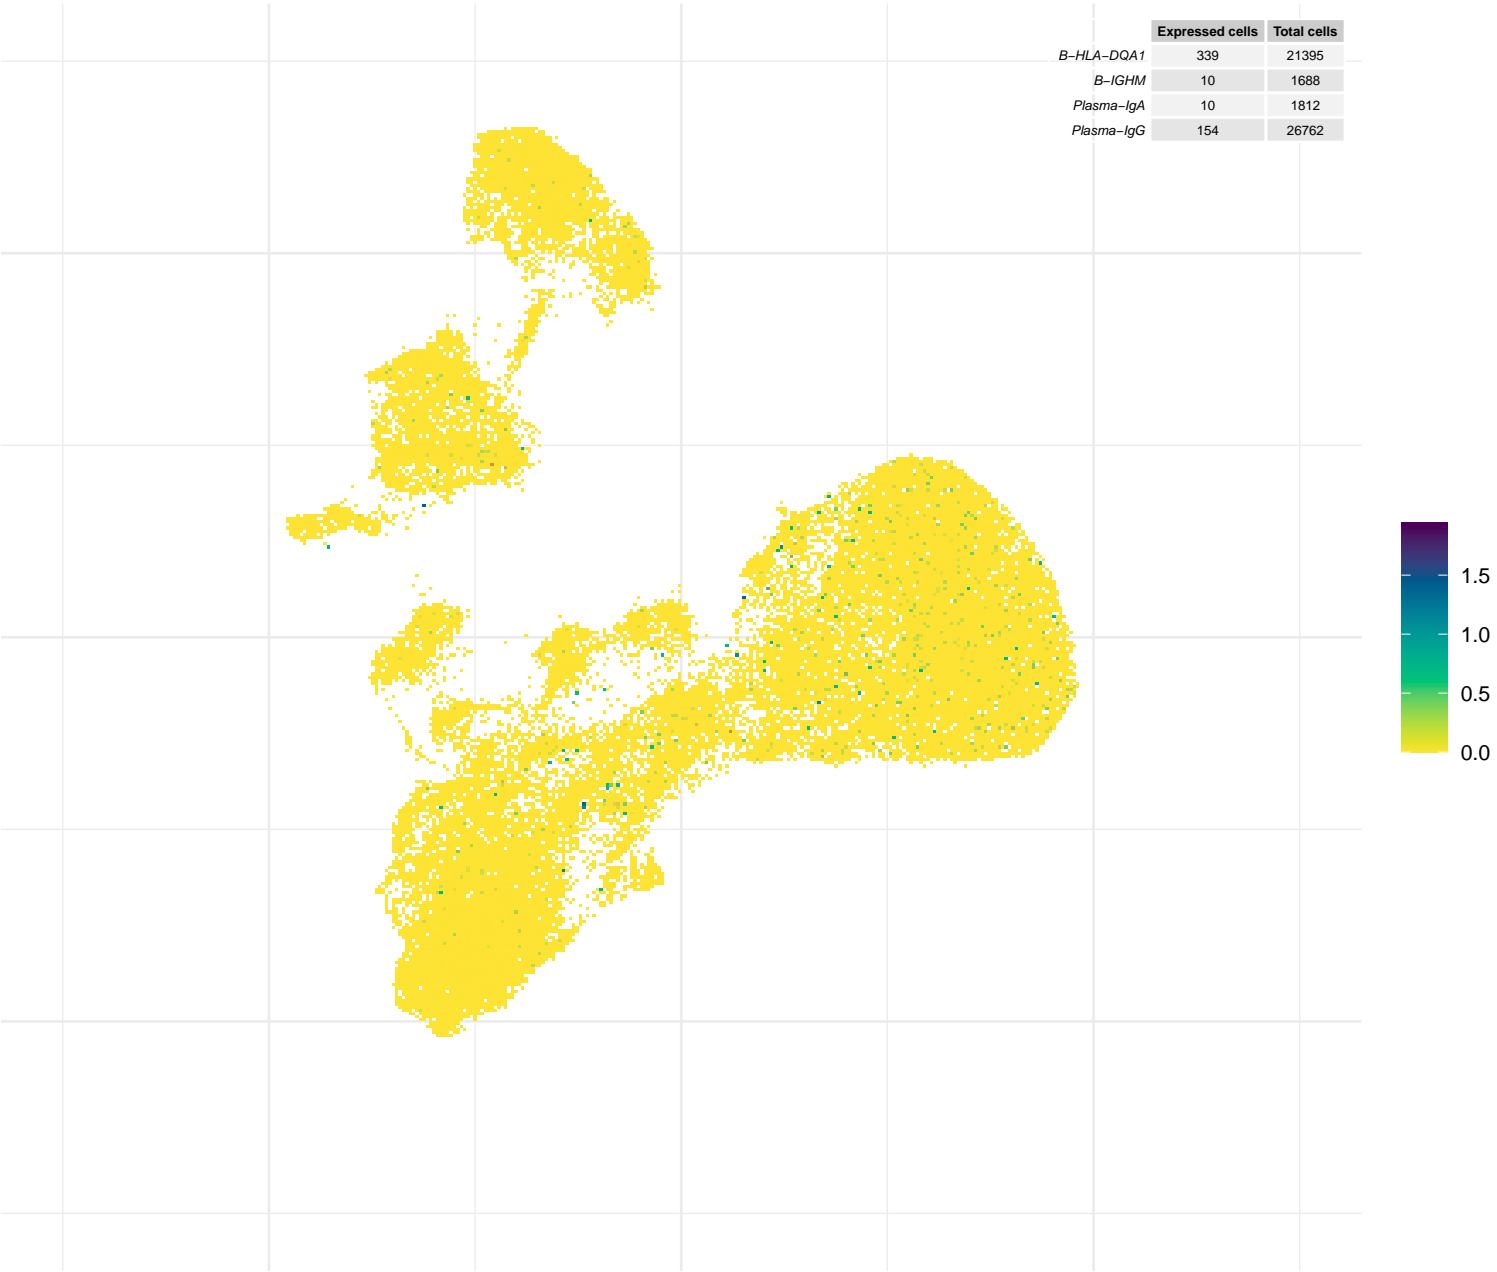 Expressed cells Total cells
B−HLA−DQA1 339 21395
B−IGHM 10 1688
Plasma−IgA 10 1812
Plasma−IgG 154 26762
1.5
1.0
0.5
0.0